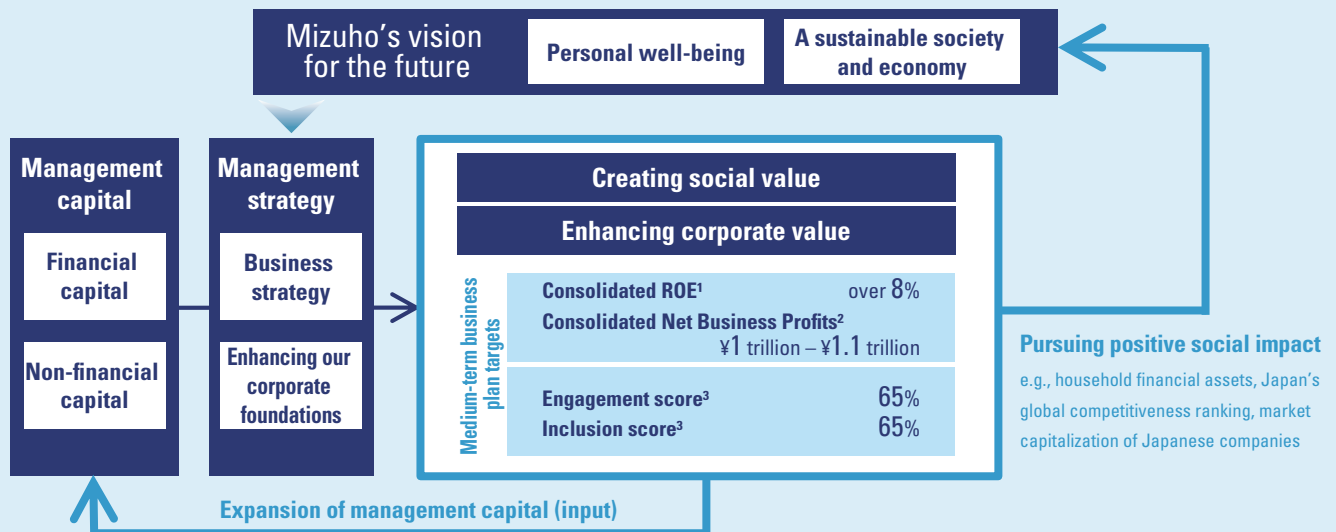 Mizuho's vision
for the future
Personal well-being
A sustainable society
and economy
Management
capital
Financial
capital
Non-financial
capital
Management
strategy
Business
strategy
Enhancing our
corporate
foundations
Creating social value
Enhancing corporate value
Medium-term business
plan targets
Consolidated ROE¹ over 8%
Consolidated Net Business Profits²
¥1 trillion – ¥1.1 trillion
Engagement score³ 65%
Inclusion score³ 65%
Pursuing positive social impact
e.g., household financial assets, Japan's
global competitiveness ranking, market
capitalization of Japanese companies
Expansion of management capital (input)